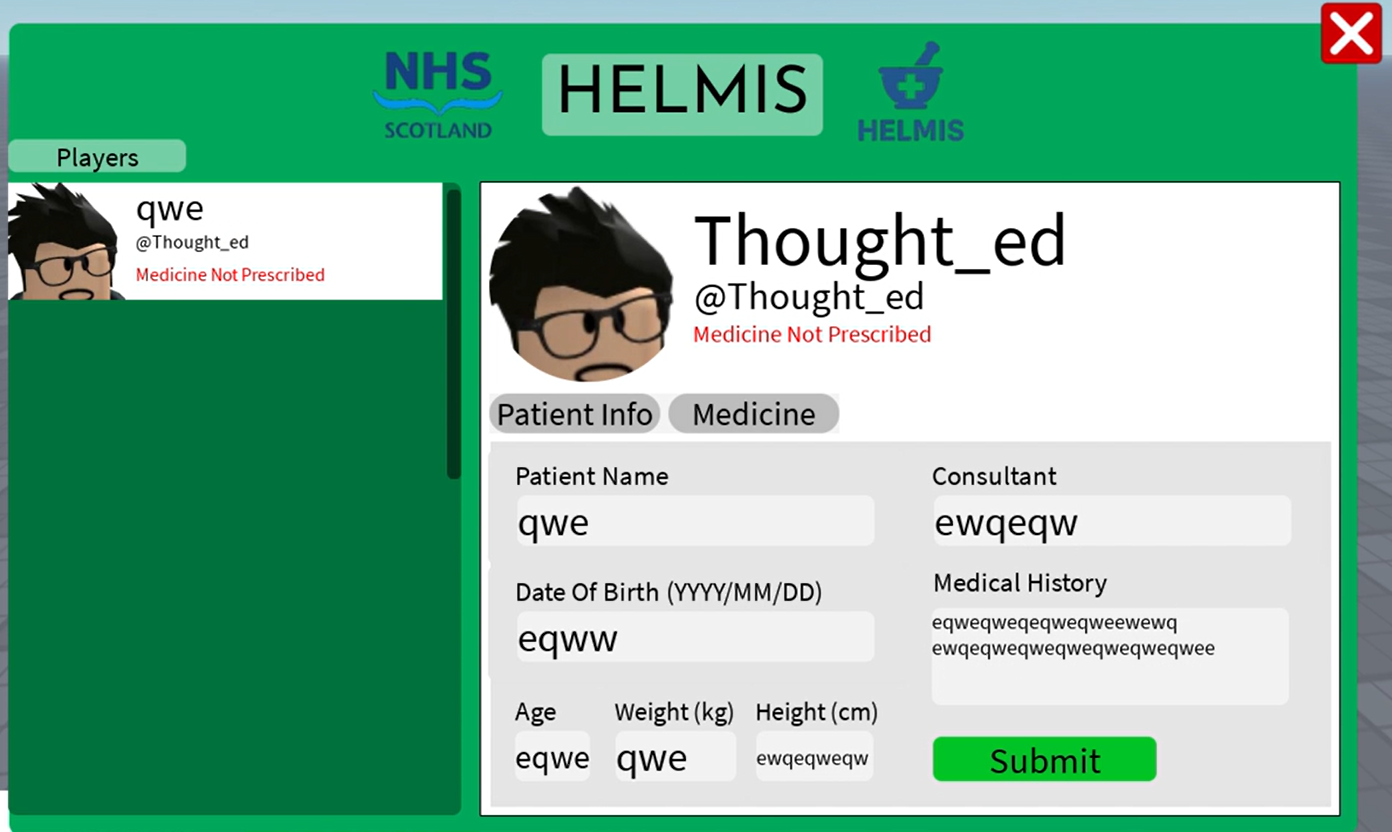 NHS
SCOTLAND
HELMIS
HELMIS
Players
qwe
@Thought_ed
Medicine Not Prescribed
Thought_ed
@Thought_ed
Medicine Not Prescribed
Patient Info
Medicine
Patient Name
qwe
Consultant
ewqeqw
Date Of Birth (YYYY/MM/DD)
eqww
Medical History
eqweqweqeqweqweewewq
ewqeqweqweqweqweqweqwee
Age
Weight (kg)
Height (cm)
eqwe
qwe
ewqeqweqw
Submit